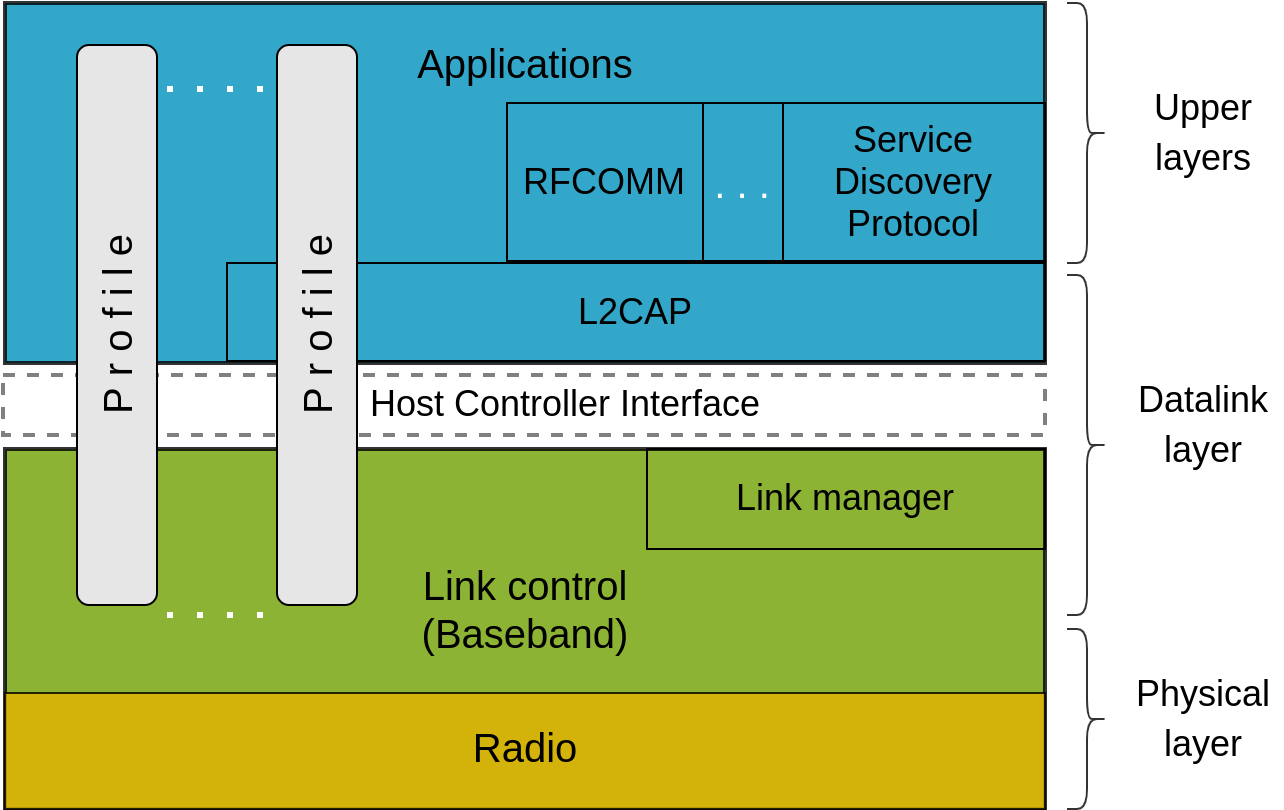 Applications
Upper
layers
RFCOMM
. . .
Service
Discovery
Protocol
Profile
Profile
L2CAP
Host Controller Interface
Datalink
layer
Link manager
Link control
(Baseband)
Physical
layer
Radio